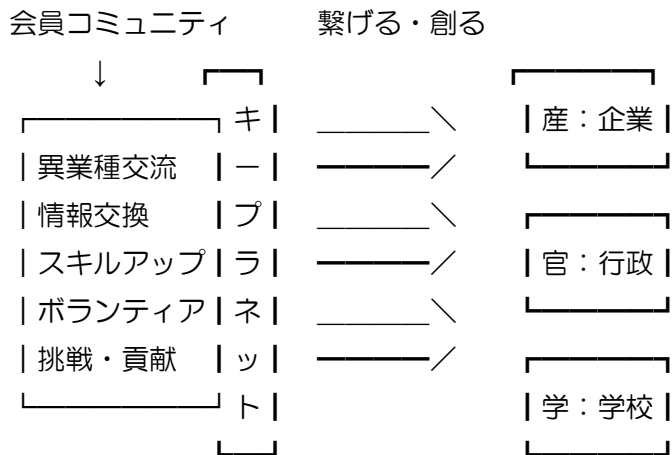 会員コミュニティ　　　繋げる・創る
↓
キープラネット
異業種交流
情報交換
スキルアップ
ボランティア
挑戦・貢献
産：企業
官：行政
学：学校